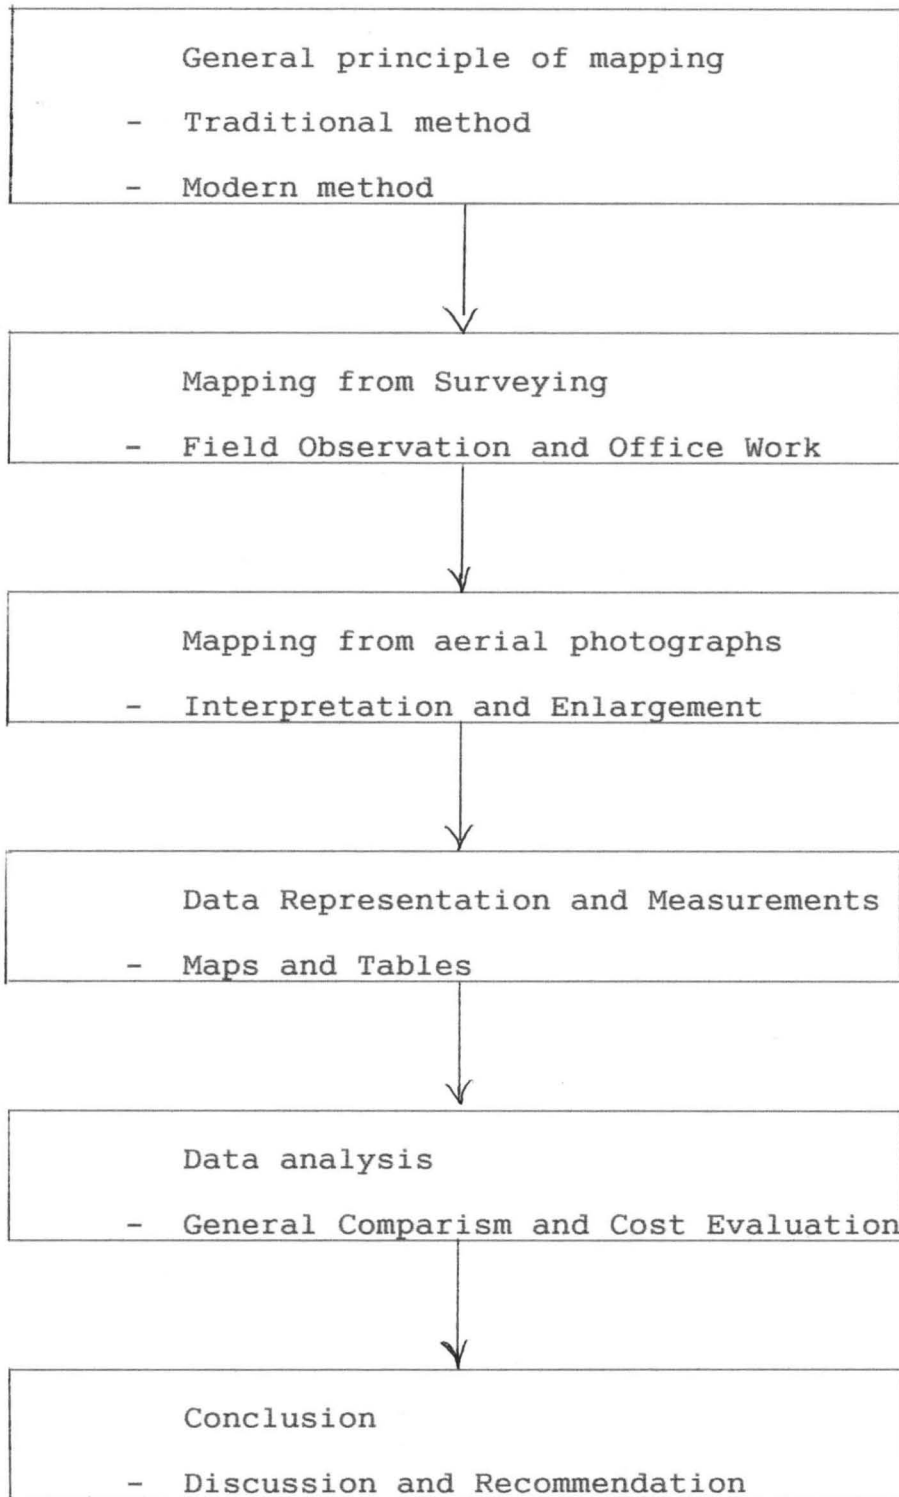 General principle of mapping
- Traditional method
- Modern method
Mapping from Surveying
- Field Observation and Office Work
Mapping from aerial photographs
- Interpretation and Enlargement
Data Representation and Measurements
- Maps and Tables
Data analysis
- General Comparism and Cost Evaluation
Conclusion
- Discussion and Recommendation